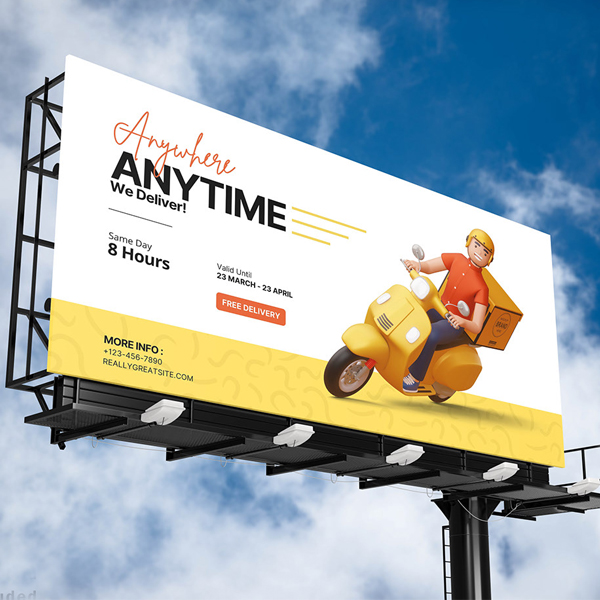 Anywhere
ANYTIME
We Deliver!
Same Day
8 Hours
Valid Until
23 MARCH - 23 APRIL
FREE DELIVERY
MORE INFO :
+123-456-7890
REALLYGREATSITE.COM